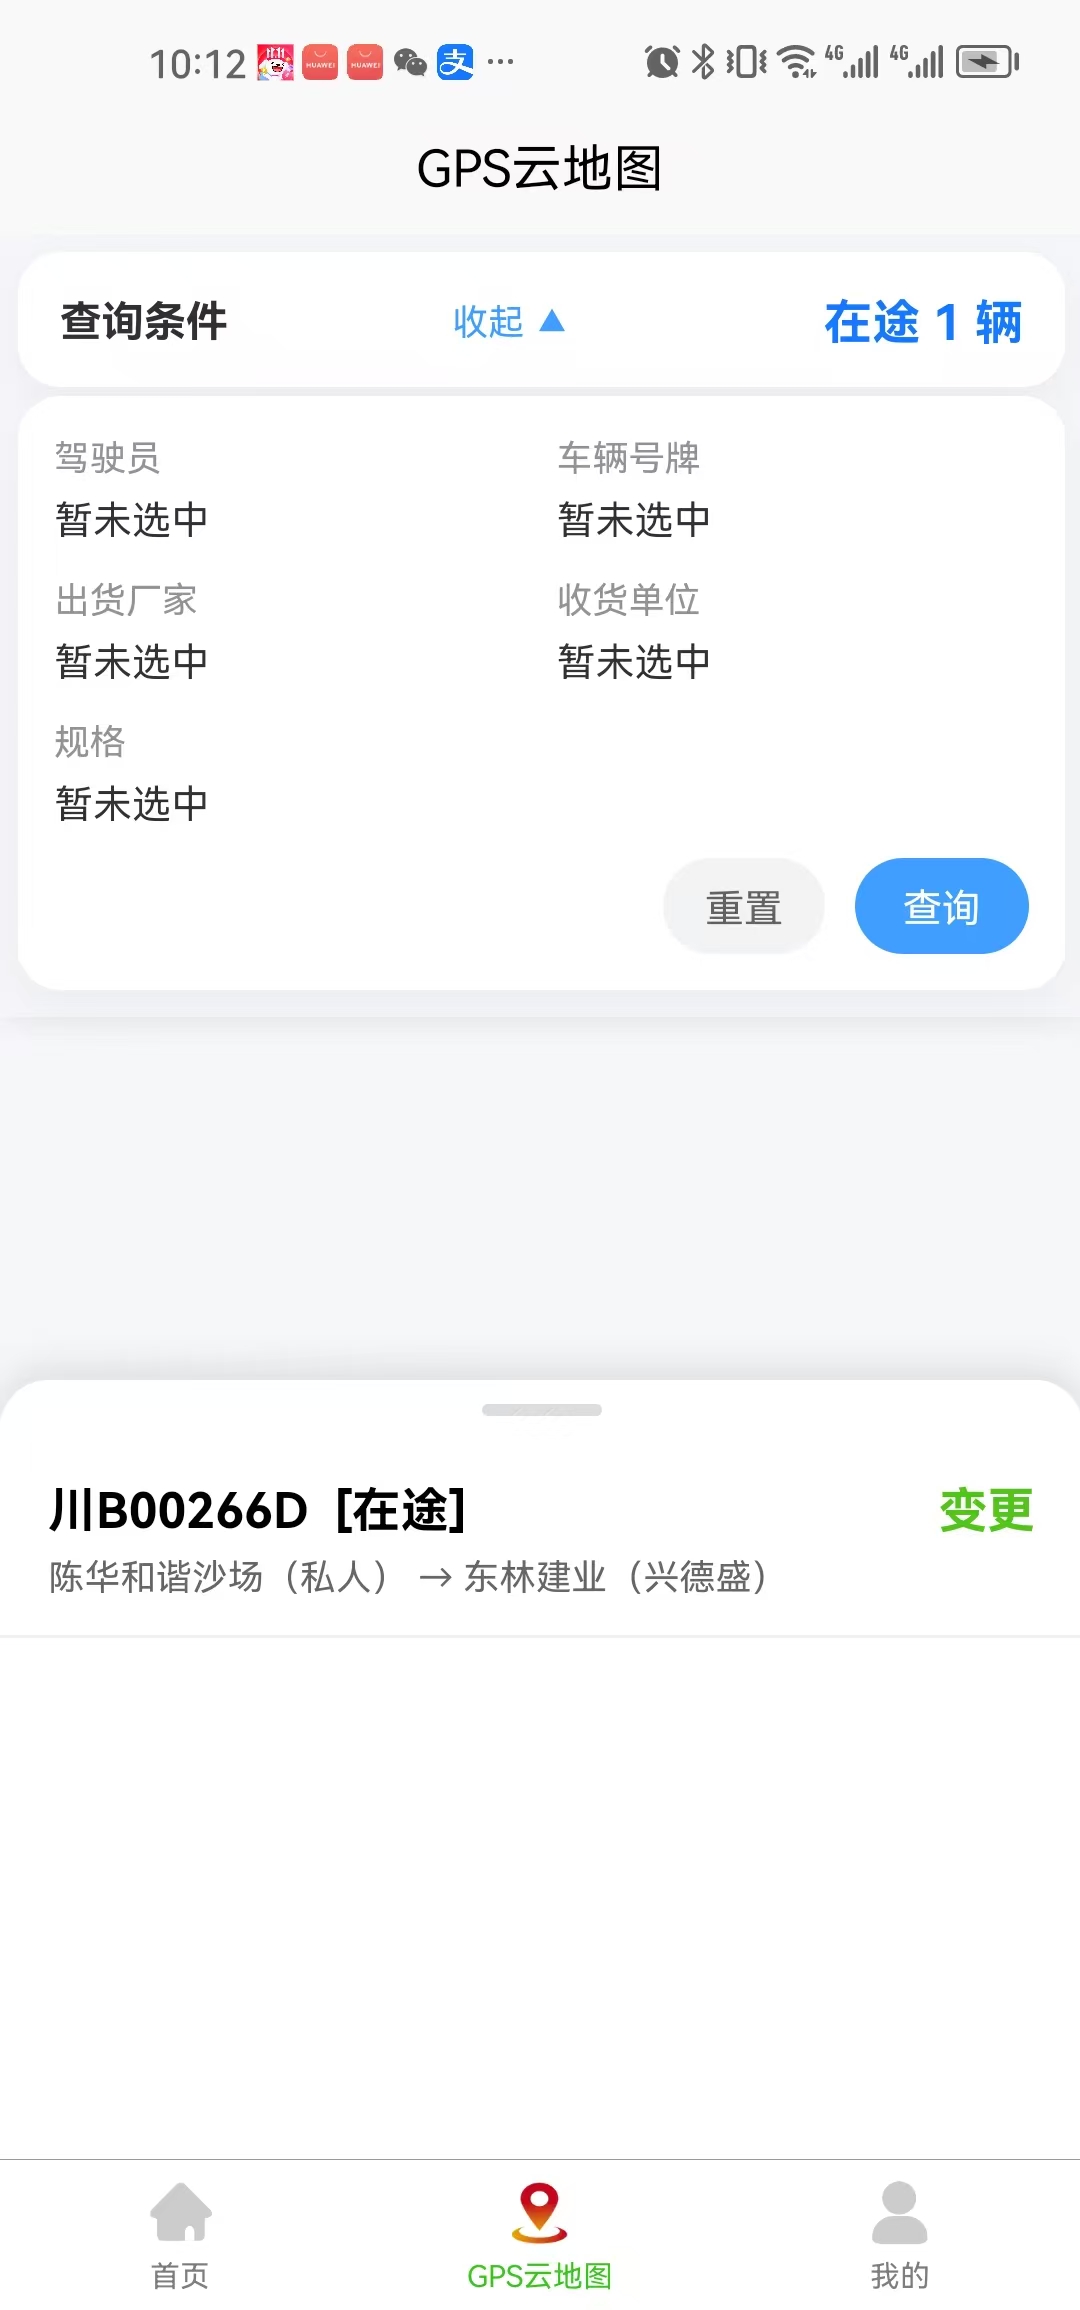 10:12
HUAWEI
HUAWEI
支
4G
4G
GPS云地图
查询条件
收起 ▲
在途 1 辆
驾驶员
车辆号牌
暂未选中
暂未选中
出货厂家
收货单位
暂未选中
暂未选中
规格
暂未选中
重置
查询
川B00266D [在途]
变更
陈华和谐沙场（私人） → 东林建业（兴德盛）
首页
GPS云地图
我的